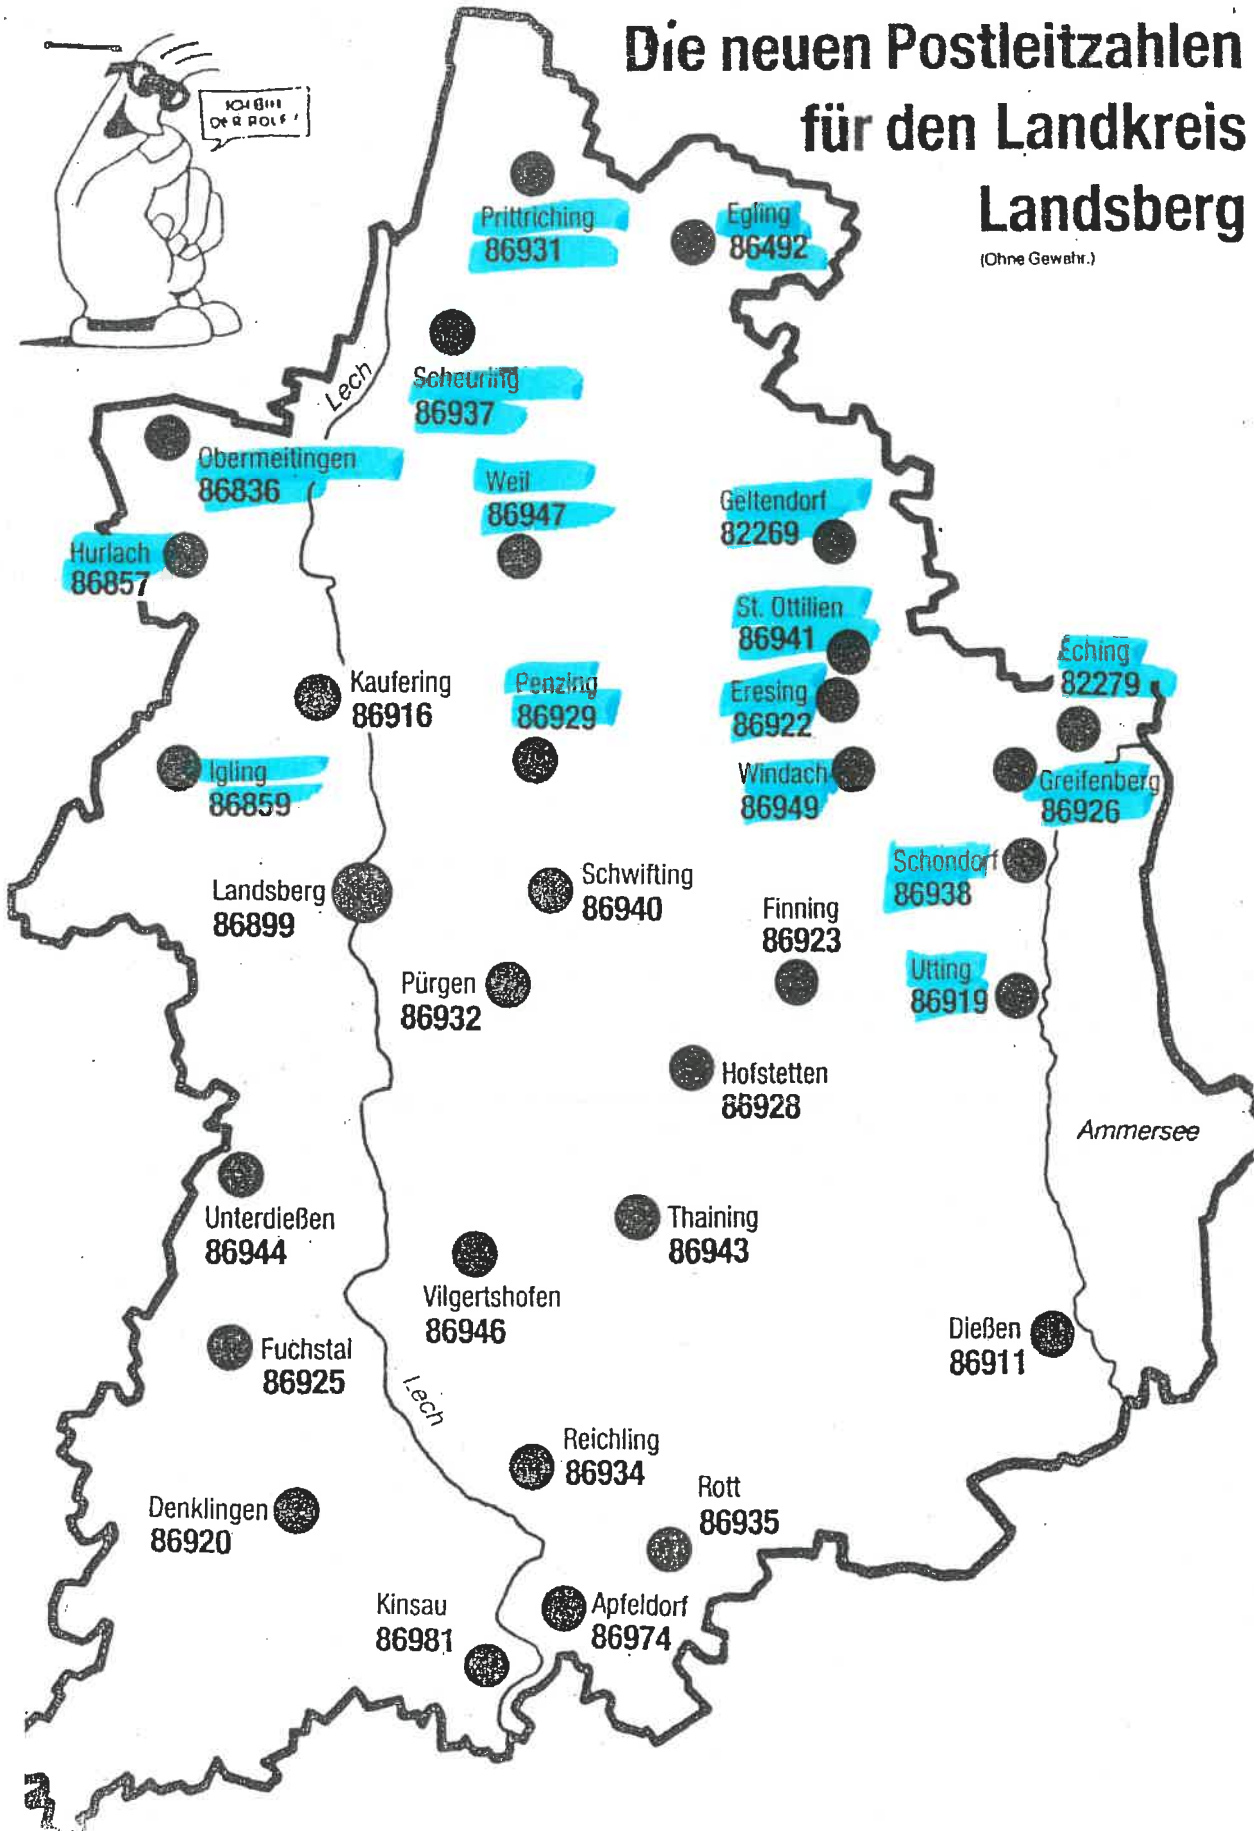 Die neuen Postleitzahlen
für den Landkreis
Landsberg
(Ohne Gewähr.)
ICH BIN
DER ROLF!
Prittriching
86931
Egling
86492
Scheuring
86937
Lech
Obermeitingen
86836
Weil
86947
Geltendorf
82269
Hurlach
86857
St. Ottilien
86941
Eching
82279
Kaufering
86916
Penzing
86929
Eresing
86922
Igling
86859
Windach
86949
Greifenberg
86926
Landsberg
86899
Schwifting
86940
Schondorf
86938
Finning
86923
Pürgen
86932
Utting
86919
Hofstetten
86928
Ammersee
Unterdießen
86944
Thaining
86943
Vilgertshofen
86946
Dießen
86911
Fuchstal
86925
Lech
Reichling
86934
Denklingen
86920
Rott
86935
Kinsau
86981
Apfeldorf
86974